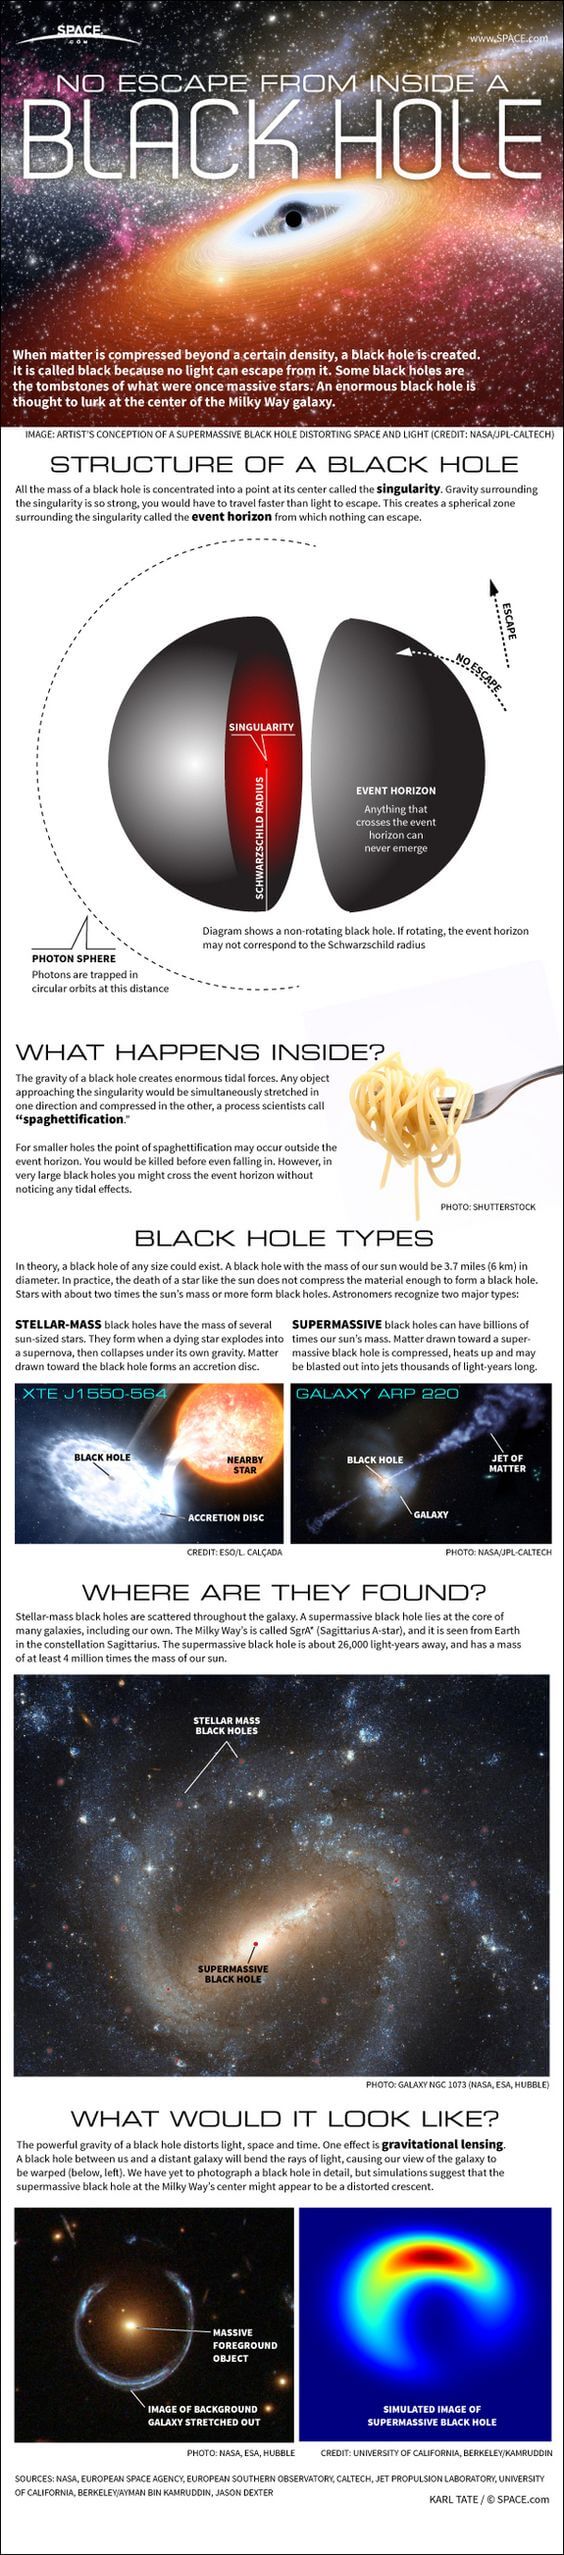 SPACE
.COM
www.SPACE.com
NO ESCAPE FROM INSIDE A
BLACK HOLE
When matter is compressed beyond a certain density, a black hole is created.
It is called black because no light can escape from it. Some black holes are
the tombstones of what were once massive stars. An enormous black hole is
thought to lurk at the center of the Milky Way galaxy.
IMAGE: ARTIST'S CONCEPTION OF A SUPERMASSIVE BLACK HOLE DISTORTING SPACE AND LIGHT (CREDIT: NASA/JPL-CALTECH)
STRUCTURE OF A BLACK HOLE
All the mass of a black hole is concentrated into a point at its center called the singularity. Gravity surrounding
the singularity is so strong, you would have to travel faster than light to escape. This creates a spherical zone
surrounding the singularity called the event horizon from which nothing can escape.
ESCAPE
NO ESCAPE
SINGULARITY
SCHWARZSCHILD RADIUS
EVENT HORIZON
Anything that
crosses the event
horizon can
never emerge
Diagram shows a non-rotating black hole. If rotating, the event horizon
may not correspond to the Schwarzschild radius
PHOTON SPHERE
Photons are trapped in
circular orbits at this distance
WHAT HAPPENS INSIDE?
The gravity of a black hole creates enormous tidal forces. Any object
approaching the singularity would be simultaneously stretched in
one direction and compressed in the other, a process scientists call
“spaghettification.”
For smaller holes the point of spaghettification may occur outside the
event horizon. You would be killed before even falling in. However, in
very large black holes you might cross the event horizon without
noticing any tidal effects.
PHOTO: SHUTTERSTOCK
BLACK HOLE TYPES
In theory, a black hole of any size could exist. A black hole with the mass of our sun would be 3.7 miles (6 km) in
diameter. In practice, the death of a star like the sun does not compress the material enough to form a black hole.
Stars with about two times the sun's mass or more form black holes. Astronomers recognize two major types:
STELLAR-MASS black holes have the mass of several
sun-sized stars. They form when a dying star explodes into
a supernova, then collapses under its own gravity. Matter
drawn toward the black hole forms an accretion disc.
SUPERMASSIVE black holes can have billions of
times our sun's mass. Matter drawn toward a super-
massive black hole is compressed, heats up and may
be blasted out into jets thousands of light-years long.
XTE J1550-564
BLACK HOLE
NEARBY
STAR
ACCRETION DISC
CREDIT: ESO/L. CALÇADA
GALAXY ARP 220
BLACK HOLE
JET OF
MATTER
GALAXY
PHOTO: NASA/JPL-CALTECH
WHERE ARE THEY FOUND?
Stellar-mass black holes are scattered throughout the galaxy. A supermassive black hole lies at the core of
many galaxies, including our own. The Milky Way's is called SgrA* (Sagittarius A-star), and it is seen from Earth
in the constellation Sagittarius. The supermassive black hole is about 26,000 light-years away, and has a mass
of at least 4 million times the mass of our sun.
STELLAR MASS
BLACK HOLES
SUPERMASSIVE
BLACK HOLE
PHOTO: GALAXY NGC 1073 (NASA, ESA, HUBBLE)
WHAT WOULD IT LOOK LIKE?
The powerful gravity of a black hole distorts light, space and time. One effect is gravitational lensing.
A black hole between us and a distant galaxy will bend the rays of light, causing our view of the galaxy to
be warped (below, left). We have yet to photograph a black hole in detail, but simulations suggest that the
supermassive black hole at the Milky Way's center might appear to be a distorted crescent.
MASSIVE
FOREGROUND
OBJECT
IMAGE OF BACKGROUND
GALAXY STRETCHED OUT
SIMULATED IMAGE OF
SUPERMASSIVE BLACK HOLE
PHOTO: NASA, ESA, HUBBLE
CREDIT: UNIVERSITY OF CALIFORNIA, BERKELEY/KAMRUDDIN
SOURCES: NASA, EUROPEAN SPACE AGENCY, EUROPEAN SOUTHERN OBSERVATORY, CALTECH, JET PROPULSION LABORATORY, UNIVERSITY
OF CALIFORNIA, BERKELEY/AYMAN BIN KAMRUDDIN, JASON DEXTER
KARL TATE / © SPACE.com